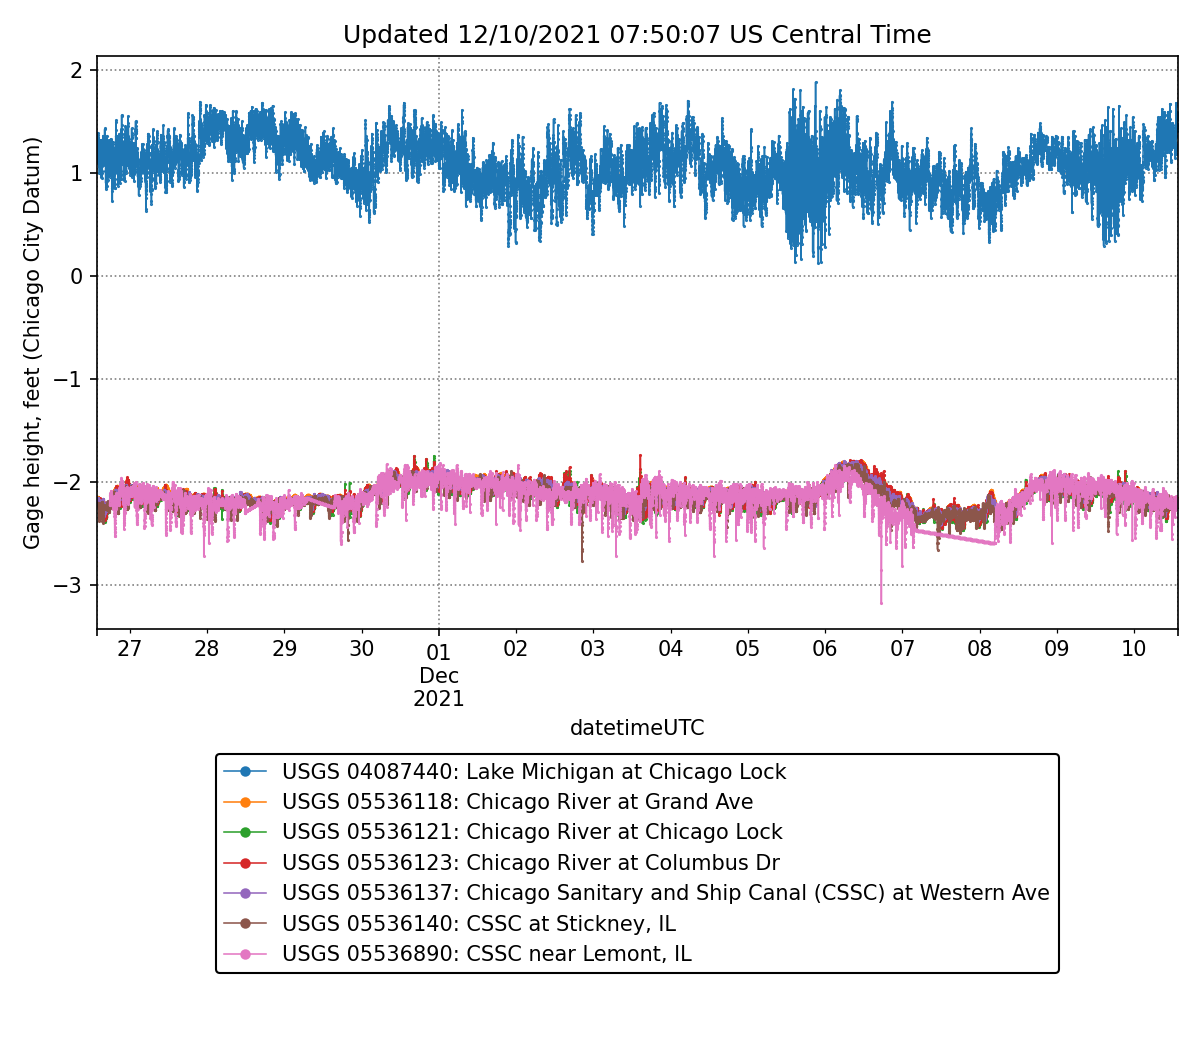 Updated 12/10/2021 07:50:07 US Central Time
Gage height, feet (Chicago City Datum)
2
1
0
−1
−2
−3
27 28 29 30 01 02 03 04 05 06 07 08 09 10
Dec
2021
datetimeUTC
USGS 04087440: Lake Michigan at Chicago Lock
USGS 05536118: Chicago River at Grand Ave
USGS 05536121: Chicago River at Chicago Lock
USGS 05536123: Chicago River at Columbus Dr
USGS 05536137: Chicago Sanitary and Ship Canal (CSSC) at Western Ave
USGS 05536140: CSSC at Stickney, IL
USGS 05536890: CSSC near Lemont, IL